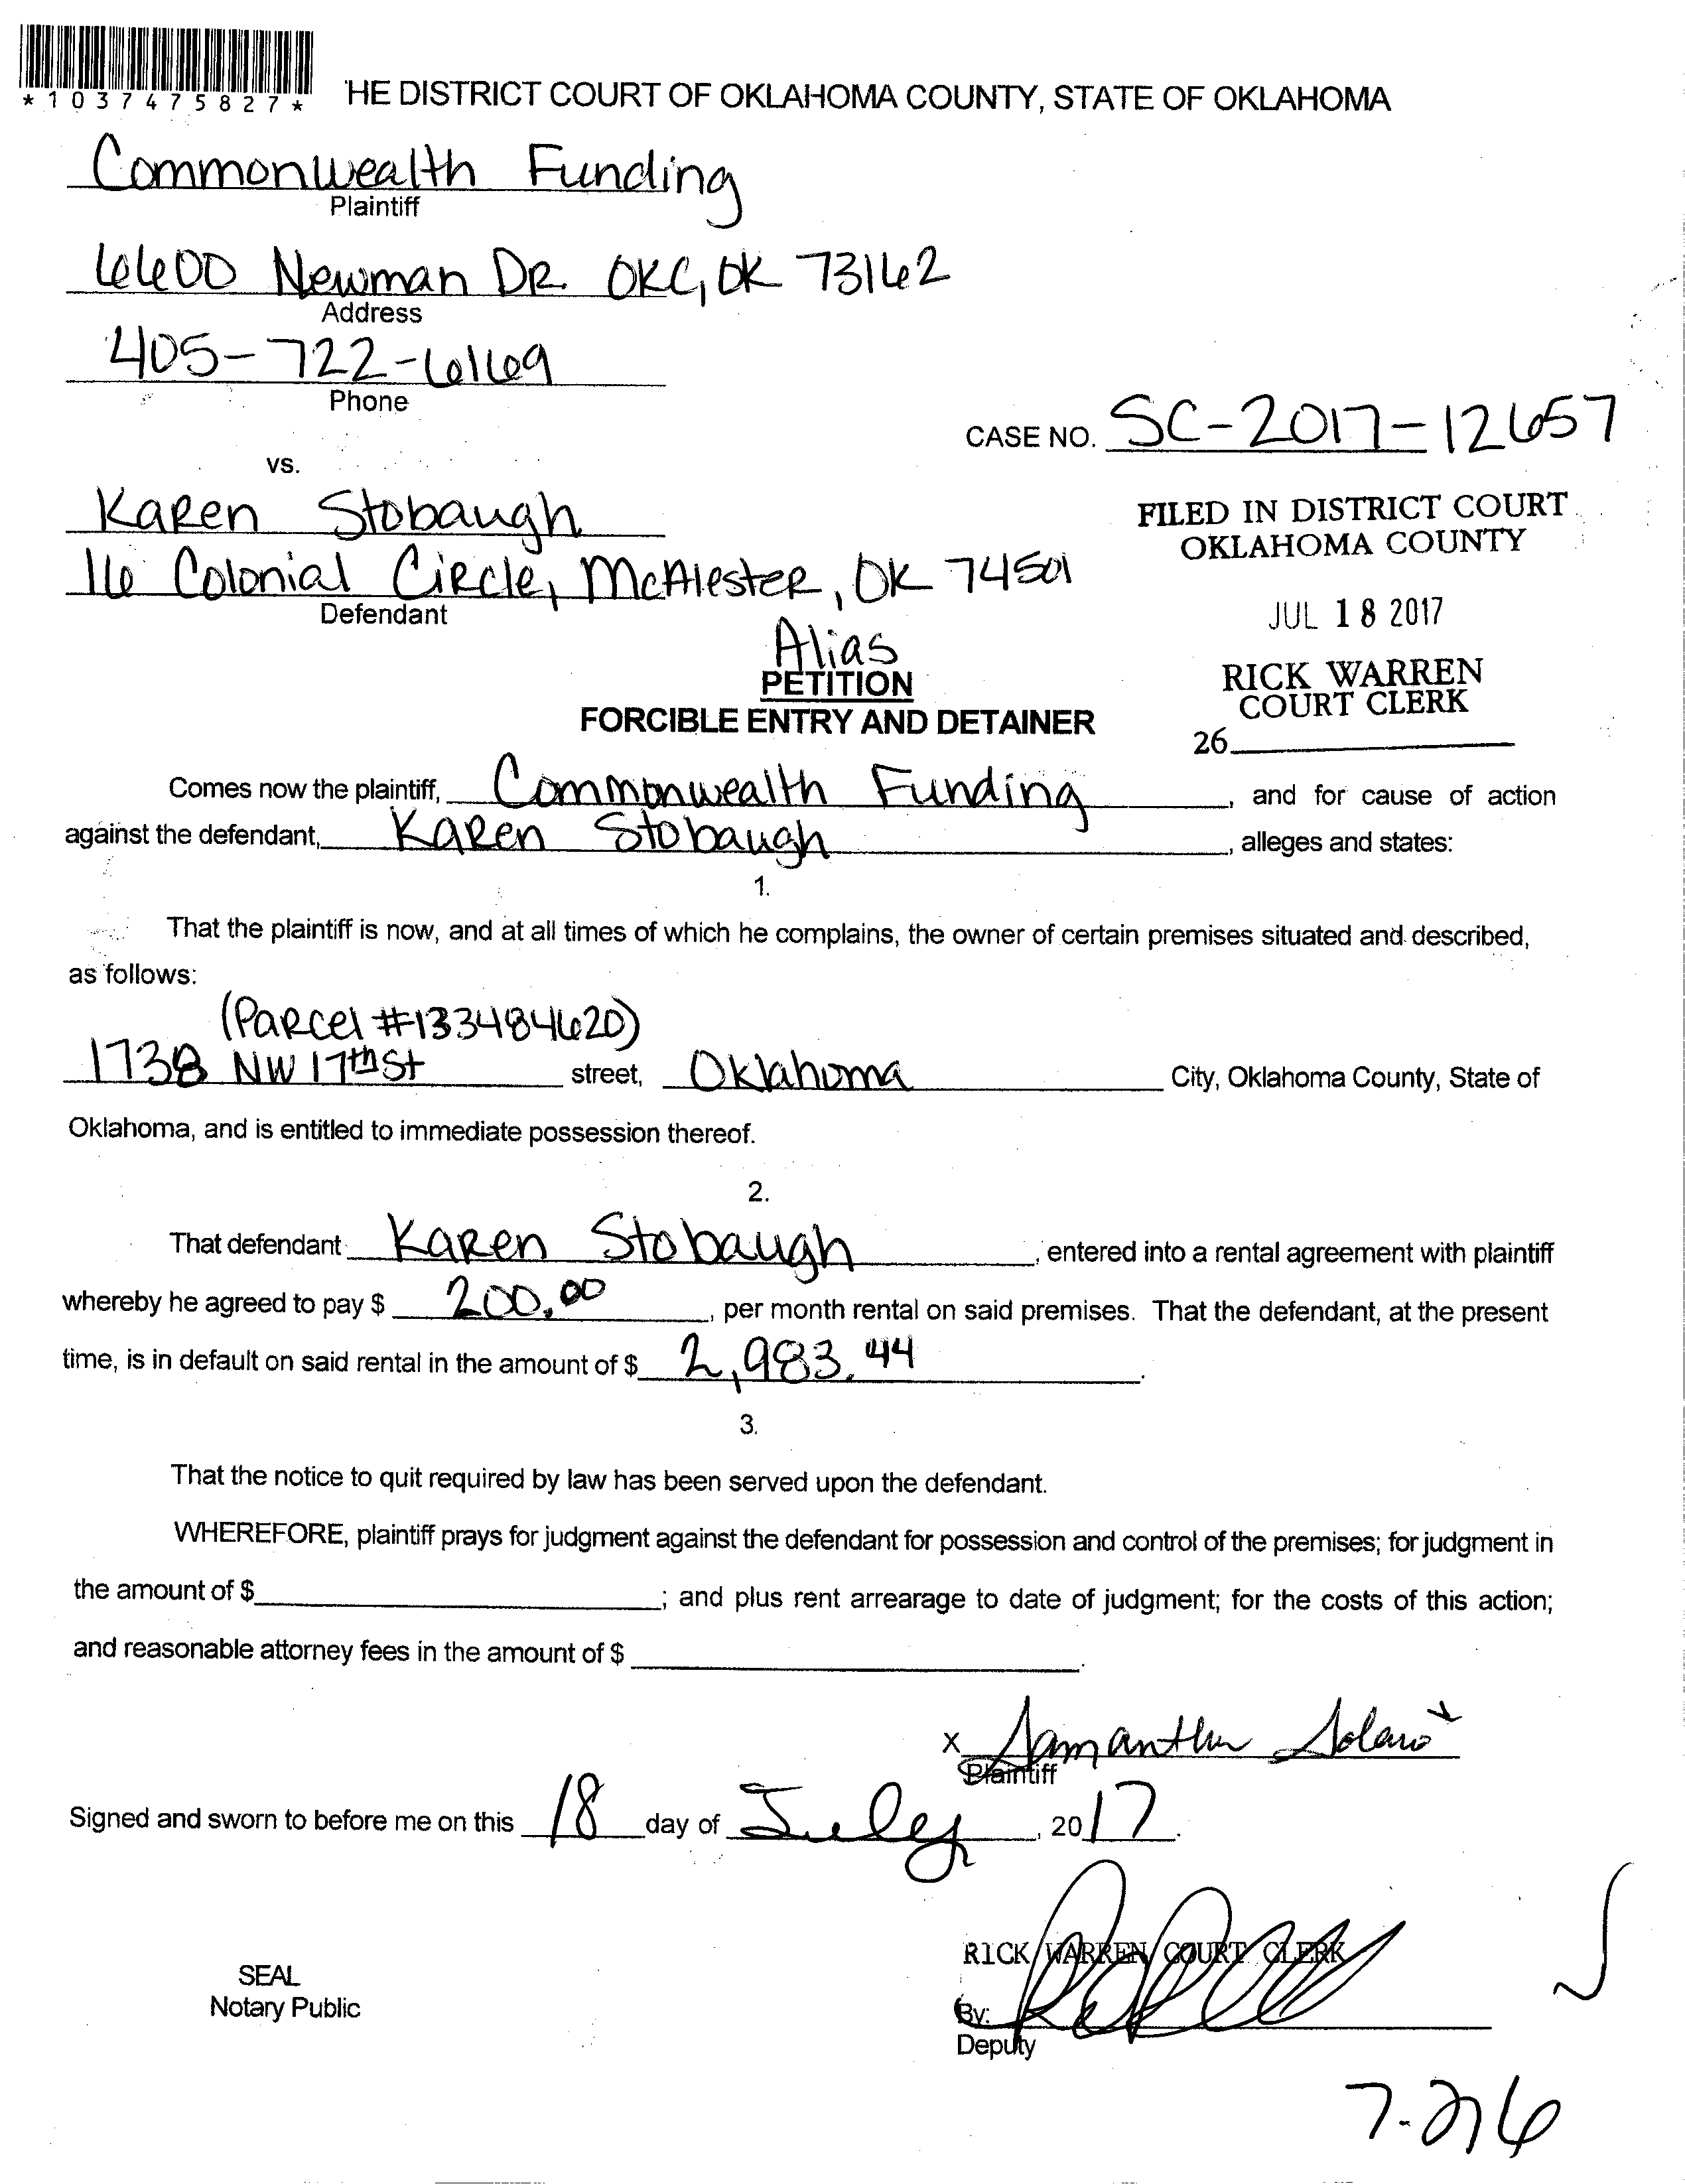 *1037475827*
HE DISTRICT COURT OF OKLAHOMA COUNTY, STATE OF OKLAHOMA
Commonwealth Funding
Plaintiff
6600 Newman DR. OKC, OK 73162
Address
405-722-6169
Phone
CASE NO. SC-2017-12657
vs.
Karen Stobaugh
16 Colonial Circle, McAlester, OK 74501
Defendant
FILED IN DISTRICT COURT
OKLAHOMA COUNTY
JUL 18 2017
RICK WARREN
COURT CLERK
26
Alias
PETITION
FORCIBLE ENTRY AND DETAINER
Comes now the plaintiff, Commonwealth Funding, and for cause of action
against the defendant, Karen Stobaugh, alleges and states:
1.
That the plaintiff is now, and at all times of which he complains, the owner of certain premises situated and described,
as follows:
(Parcel #133484620)
1738 NW 17th St street, Oklahoma City, Oklahoma County, State of
Oklahoma, and is entitled to immediate possession thereof.
2.
That defendant Karen Stobaugh, entered into a rental agreement with plaintiff
whereby he agreed to pay $ 200.00, per month rental on said premises. That the defendant, at the present
time, is in default on said rental in the amount of $ 2,983.44.
3.
That the notice to quit required by law has been served upon the defendant.
WHEREFORE, plaintiff prays for judgment against the defendant for possession and control of the premises; for judgment in
the amount of $ ; and plus rent arrearage to date of judgment; for the costs of this action;
and reasonable attorney fees in the amount of $ .
x Samantha Solano
Plaintiff
Signed and sworn to before me on this 18 day of July, 2017.
RICK WARREN COURT CLERK
SEAL
Notary Public
By:
Deputy